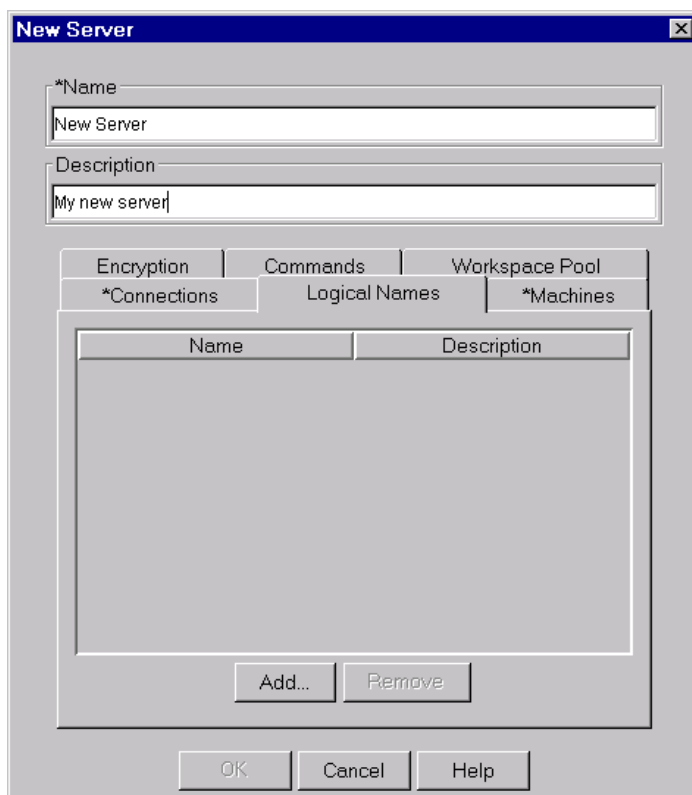 New Server
*Name
New Server
Description
My new server
Encryption Commands Workspace Pool
*Connections Logical Names *Machines
Name Description
Add... Remove
OK Cancel Help